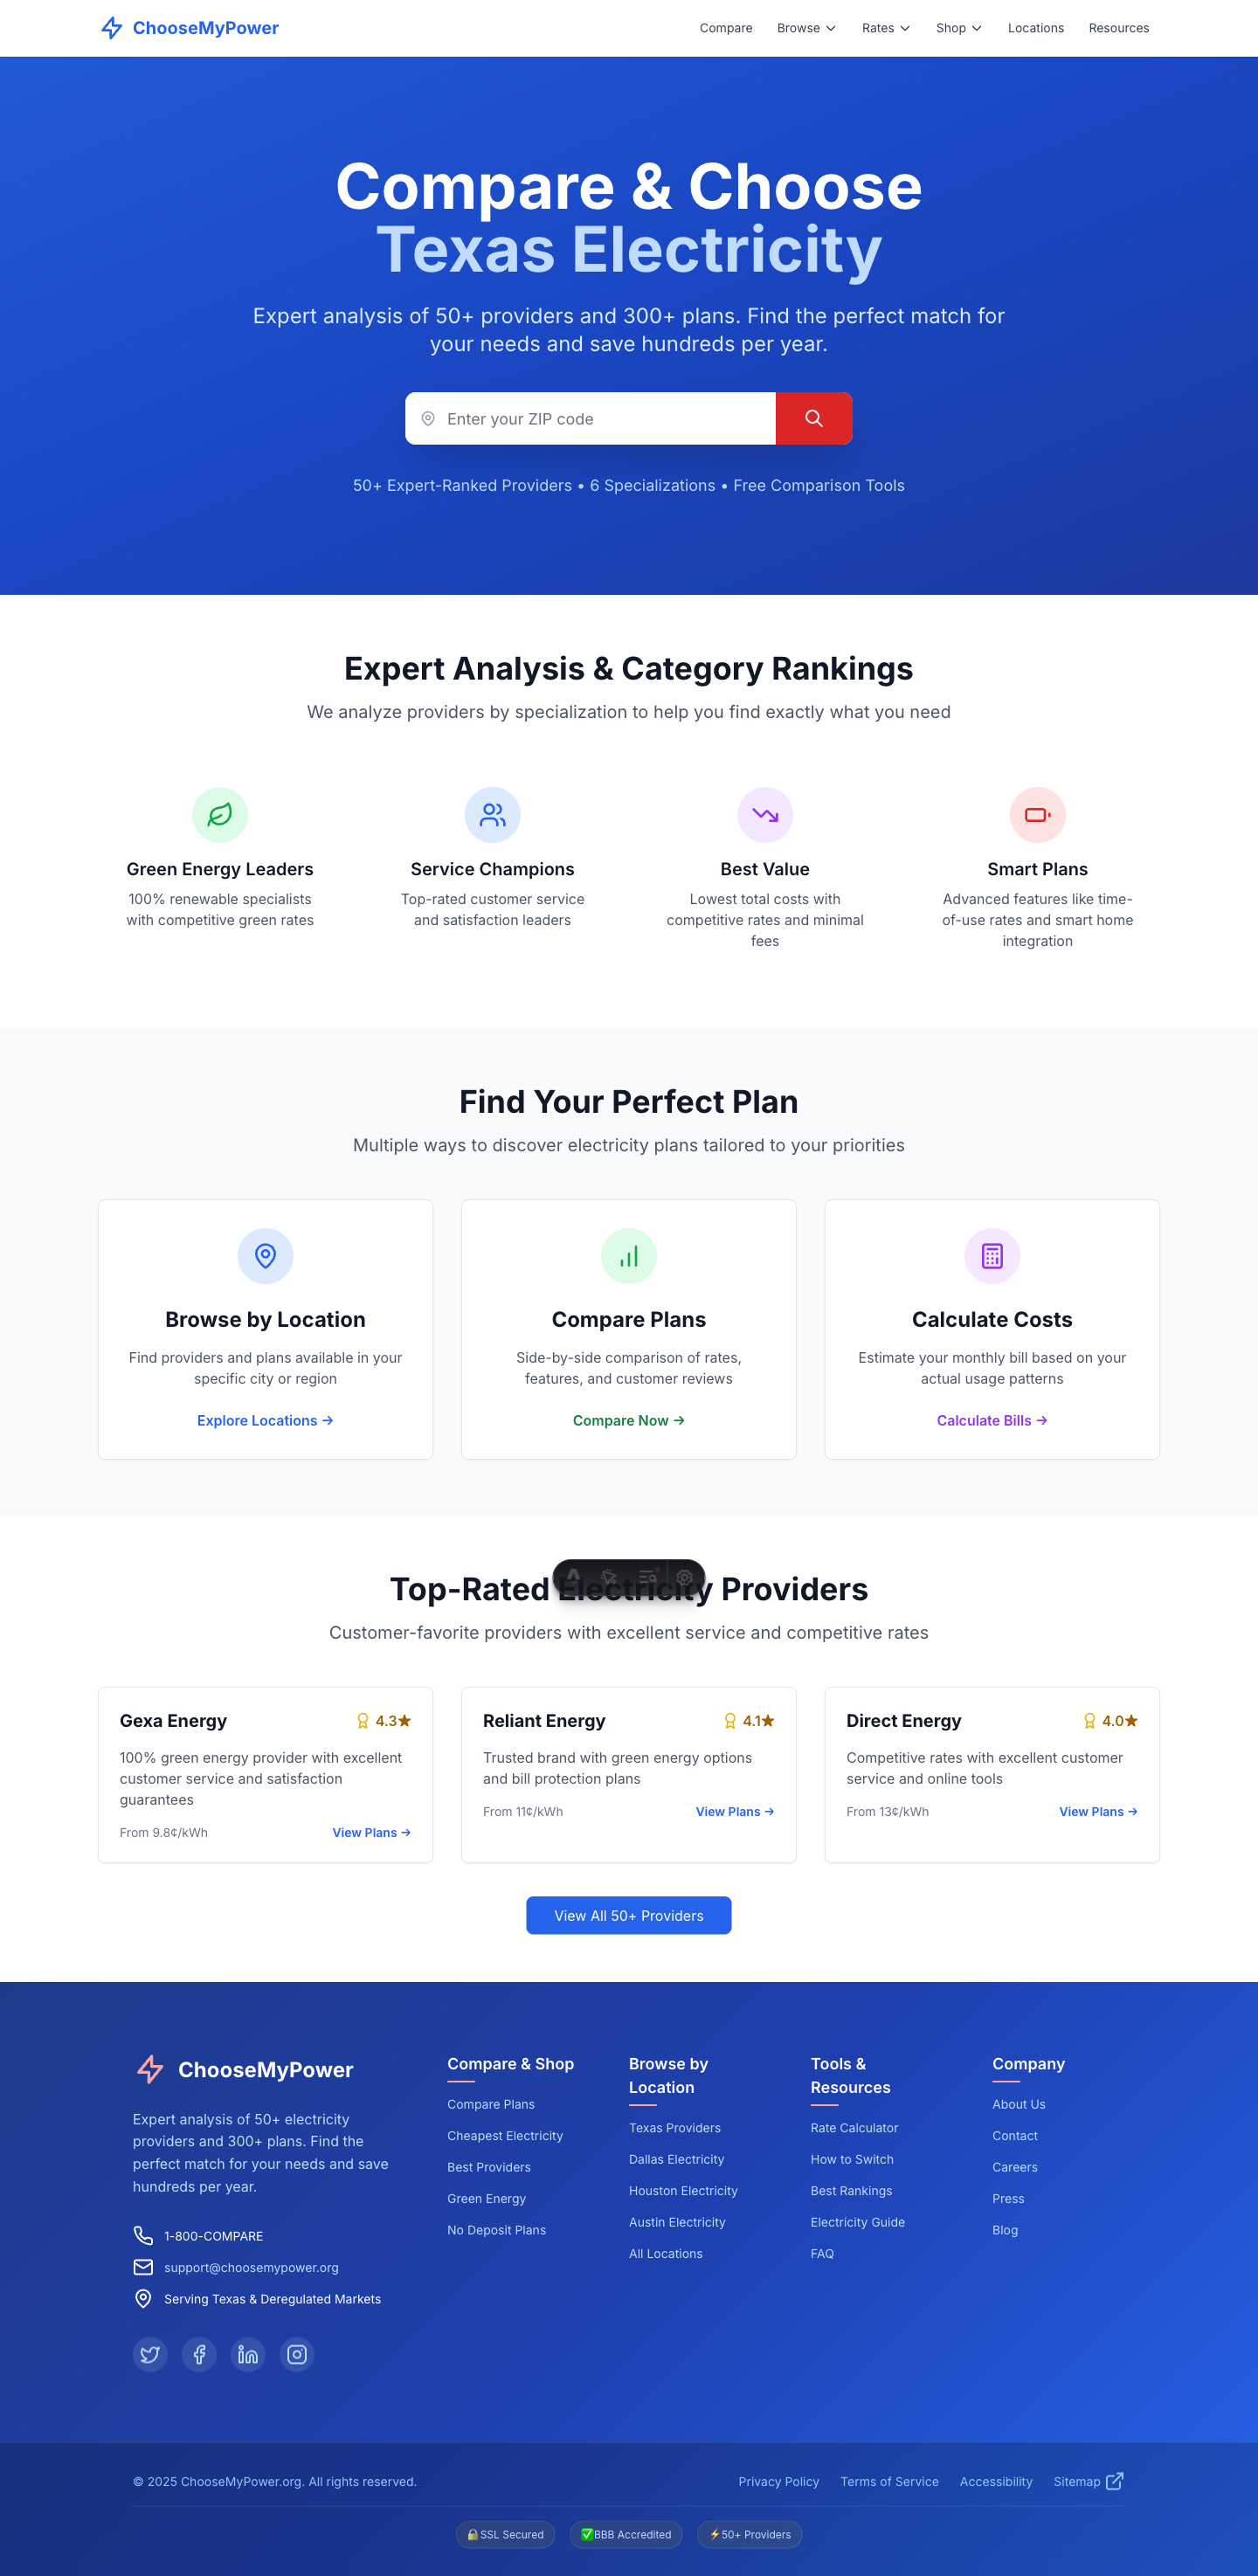 ChooseMyPower
Compare Browse Rates Shop Locations Resources
Compare & Choose
Texas Electricity
Expert analysis of 50+ providers and 300+ plans. Find the perfect match for
your needs and save hundreds per year.
Enter your ZIP code
50+ Expert-Ranked Providers • 6 Specializations • Free Comparison Tools
Expert Analysis & Category Rankings
We analyze providers by specialization to help you find exactly what you need
Green Energy Leaders
100% renewable specialists
with competitive green rates
Service Champions
Top-rated customer service
and satisfaction leaders
Best Value
Lowest total costs with
competitive rates and minimal
fees
Smart Plans
Advanced features like time-
of-use rates and smart home
integration
Find Your Perfect Plan
Multiple ways to discover electricity plans tailored to your priorities
Browse by Location
Find providers and plans available in your
specific city or region
Explore Locations →
Compare Plans
Side-by-side comparison of rates,
features, and customer reviews
Compare Now →
Calculate Costs
Estimate your monthly bill based on your
actual usage patterns
Calculate Bills →
Top-Rated Electricity Providers
Customer-favorite providers with excellent service and competitive rates
Gexa Energy 4.3★
100% green energy provider with excellent
customer service and satisfaction
guarantees
From 9.8¢/kWh View Plans →
Reliant Energy 4.1★
Trusted brand with green energy options
and bill protection plans
From 11¢/kWh View Plans →
Direct Energy 4.0★
Competitive rates with excellent customer
service and online tools
From 13¢/kWh View Plans →
View All 50+ Providers
ChooseMyPower
Expert analysis of 50+ electricity
providers and 300+ plans. Find the
perfect match for your needs and save
hundreds per year.
1-800-COMPARE
support@choosemypower.org
Serving Texas & Deregulated Markets
Compare & Shop
Compare Plans
Cheapest Electricity
Best Providers
Green Energy
No Deposit Plans
Browse by
Location
Texas Providers
Dallas Electricity
Houston Electricity
Austin Electricity
All Locations
Tools &
Resources
Rate Calculator
How to Switch
Best Rankings
Electricity Guide
FAQ
Company
About Us
Contact
Careers
Press
Blog
© 2025 ChooseMyPower.org. All rights reserved.
Privacy Policy Terms of Service Accessibility Sitemap
🔒SSL Secured ✅BBB Accredited ⚡50+ Providers